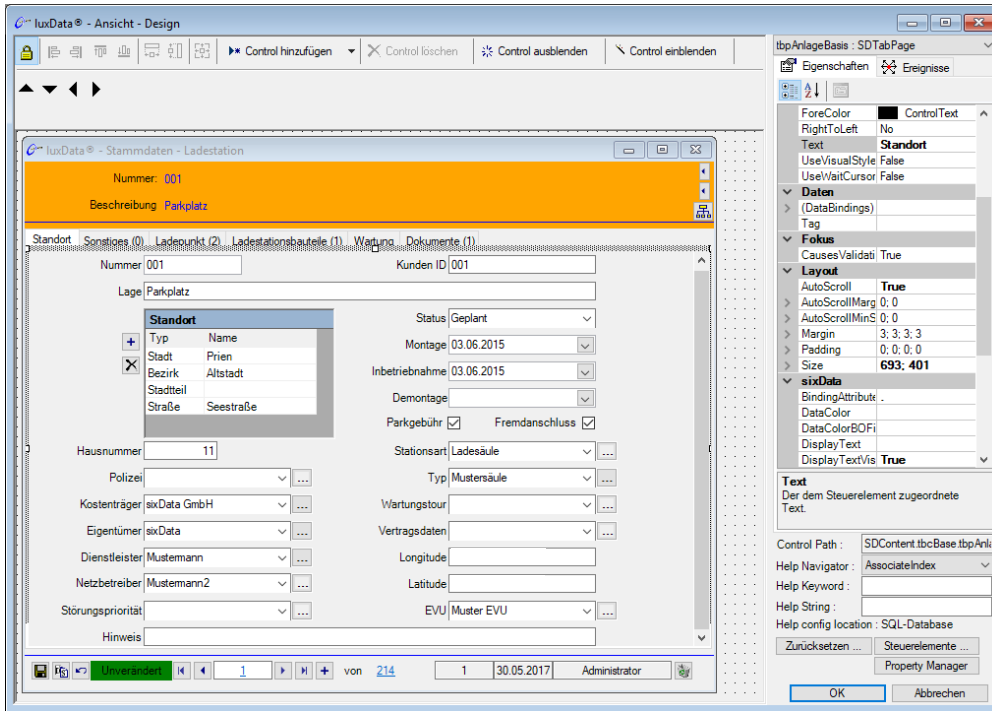 luxData® - Ansicht - Design
Control hinzufügen Control löschen Control ausblenden Control einblenden
luxData® - Stammdaten - Ladestation
Nummer: 001
Beschreibung Parkplatz
Standort Sonstiges (0) Ladepunkt (2) Ladestationsbauteile (1) Wartung Dokumente (1)
Nummer 001 Kunden ID 001
Lage Parkplatz
Standort
Typ Name
Stadt Prien
Bezirk Altstadt
Stadtteil
Straße Seestraße
Status Geplant
Montage 03.06.2015
Inbetriebnahme 03.06.2015
Demontage
Parkgebühr Fremdanschluss
Hausnummer 11 Stationsart Ladesäule ...
Polizei ... Typ Mustersäule ...
Kostenträger sixData GmbH ... Wartungstour ...
Eigentümer sixData ... Vertragsdaten ...
Dienstleister Mustermann ... Longitude
Netzbetreiber Mustermann2 ... Latitude
Störungspriorität ... EVU Muster EVU ...
Hinweis
Unverändert 1 von 214 1 30.05.2017 Administrator
tbpAnlageBasis : SDTabPage
Eigenschaften Ereignisse
ForeColor ControlText
RightToLeft No
Text Standort
UseVisualStyle False
UseWaitCursor False
Daten
(DataBindings)
Tag
Fokus
CausesValidati True
Layout
AutoScroll True
AutoScrollMarg 0; 0
AutoScrollMinS 0; 0
Margin 3; 3; 3; 3
Padding 0; 0; 0; 0
Size 693; 401
sixData
BindingAttribute .
DataColor
DataColorBOFi
DisplayText
DisplayTextVis True
Text
Der dem Steuerelement zugeordnete
Text.
Control Path : SDContent.tbcBase.tbpAnla
Help Navigator : AssociateIndex
Help Keyword :
Help String :
Help config location : SQL-Database
Zurücksetzen ... Steuerelemente ...
Property Manager
OK Abbrechen